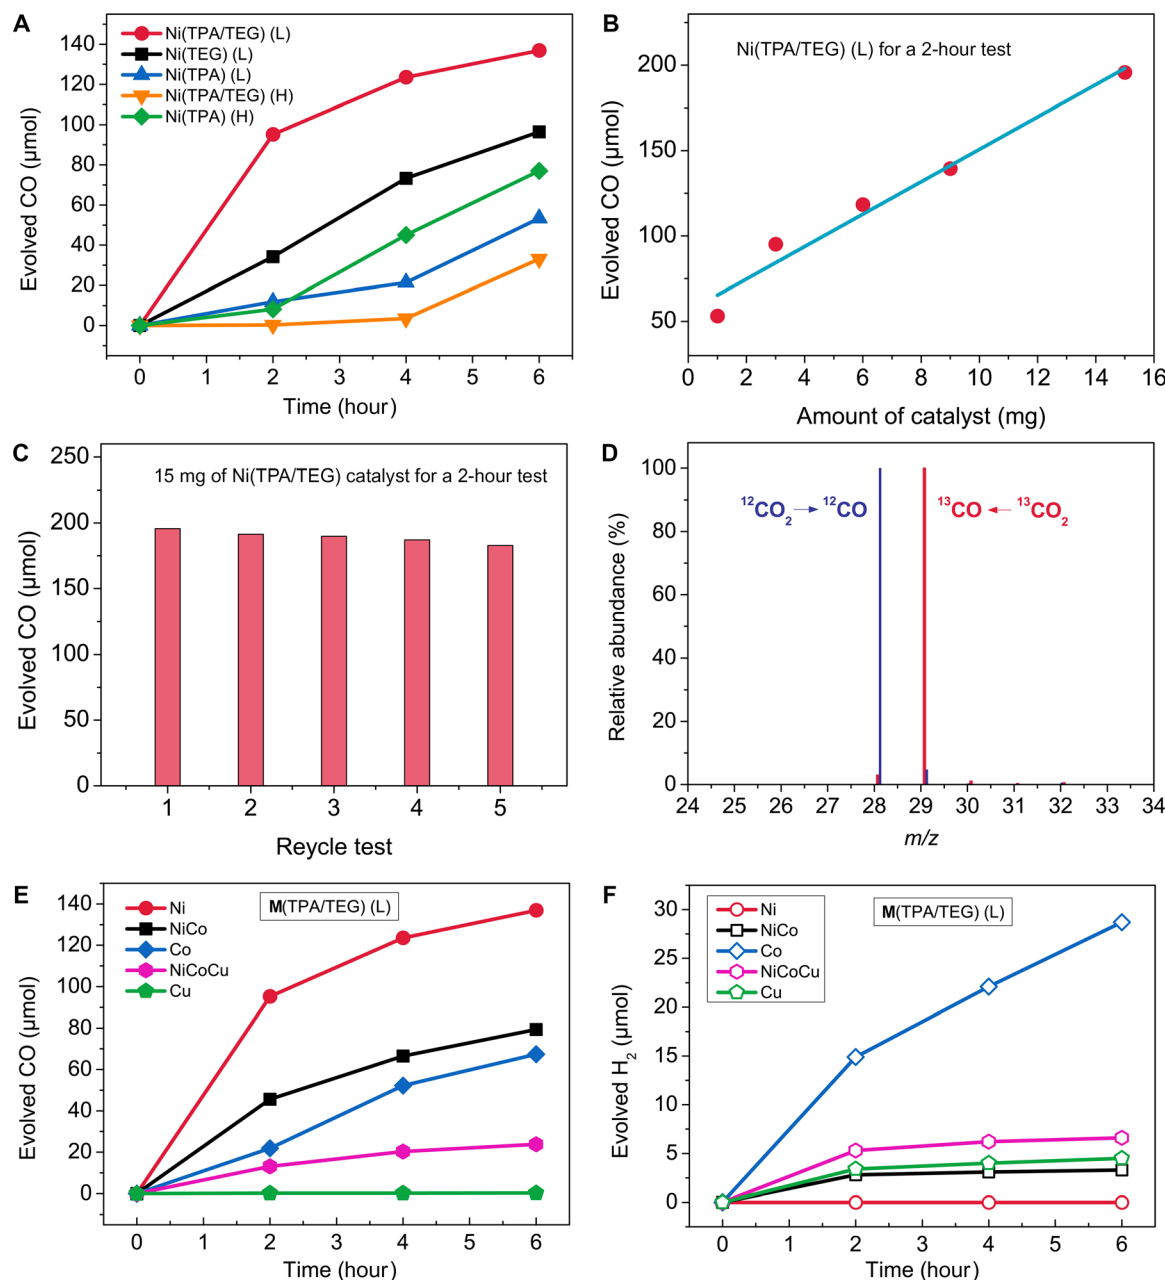 A
Ni(TPA/TEG) (L)
Ni(TEG) (L)
Ni(TPA) (L)
Ni(TPA/TEG) (H)
Ni(TPA) (H)
Evolved CO (μmol)
140
120
100
80
60
40
20
0
0 1 2 3 4 5 6
Time (hour)
B
Ni(TPA/TEG) (L) for a 2-hour test
Evolved CO (μmol)
200
150
100
50
0 2 4 6 8 10 12 14 16
Amount of catalyst (mg)
C
15 mg of Ni(TPA/TEG) catalyst for a 2-hour test
Evolved CO (μmol)
250
200
150
100
50
0
1 2 3 4 5
Reycle test
D
¹²CO₂ → ¹²CO
¹³CO ← ¹³CO₂
Relative abundance (%)
100
80
60
40
20
0
24 25 26 27 28 29 30 31 32 33 34
m/z
E
M(TPA/TEG) (L)
Ni
NiCo
Co
NiCoCu
Cu
Evolved CO (μmol)
140
120
100
80
60
40
20
0
0 1 2 3 4 5 6
Time (hour)
F
M(TPA/TEG) (L)
Ni
NiCo
Co
NiCoCu
Cu
Evolved H₂ (μmol)
30
25
20
15
10
5
0
0 1 2 3 4 5 6
Time (hour)